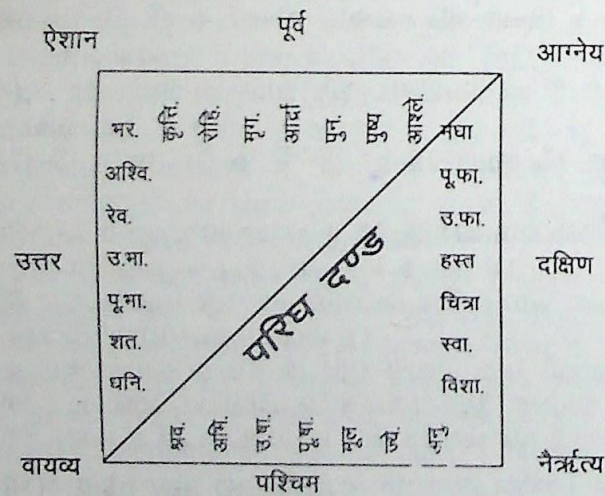 ऐशान पूर्व आग्नेय
भर. कृत्ति. रोहि. मृग. आर्द्रा पुन. पुष्य आश्ले. मघा
अश्वि. पू.फा.
रेव. उ.फा.
उत्तर उ.भा. हस्त दक्षिण
पू.भा. चित्रा
शत. स्वा.
धनि. विशा.
परिघ दण्ड
श्रव. अभि. उ.षा. पू.षा. मूल ज्ये. अनु
वायव्य पश्चिम नैर्ऋत्य